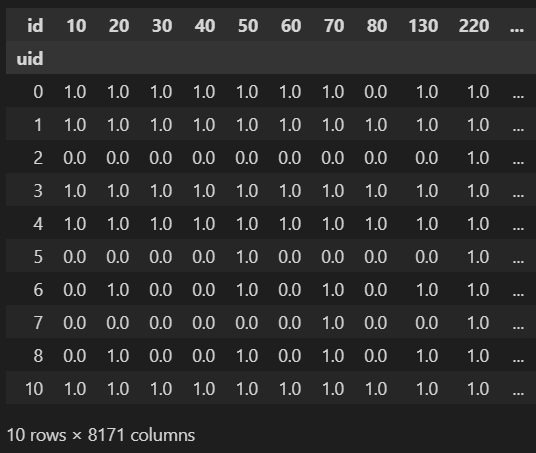 id 10 20 30 40 50 60 70 80 130 220 ...
uid
0 1.0 1.0 1.0 1.0 1.0 1.0 1.0 0.0 1.0 1.0 ...
1 1.0 1.0 1.0 1.0 1.0 1.0 1.0 1.0 1.0 1.0 ...
2 0.0 0.0 0.0 0.0 0.0 0.0 0.0 0.0 0.0 1.0 ...
3 1.0 1.0 1.0 1.0 1.0 1.0 1.0 1.0 1.0 1.0 ...
4 1.0 1.0 1.0 1.0 1.0 1.0 1.0 1.0 1.0 1.0 ...
5 0.0 0.0 0.0 0.0 1.0 0.0 0.0 0.0 0.0 1.0 ...
6 0.0 1.0 0.0 0.0 1.0 0.0 1.0 0.0 1.0 1.0 ...
7 0.0 0.0 0.0 0.0 0.0 0.0 1.0 0.0 0.0 1.0 ...
8 0.0 1.0 0.0 0.0 1.0 0.0 1.0 0.0 1.0 1.0 ...
10 1.0 1.0 1.0 1.0 1.0 1.0 1.0 1.0 1.0 1.0 ...
10 rows × 8171 columns